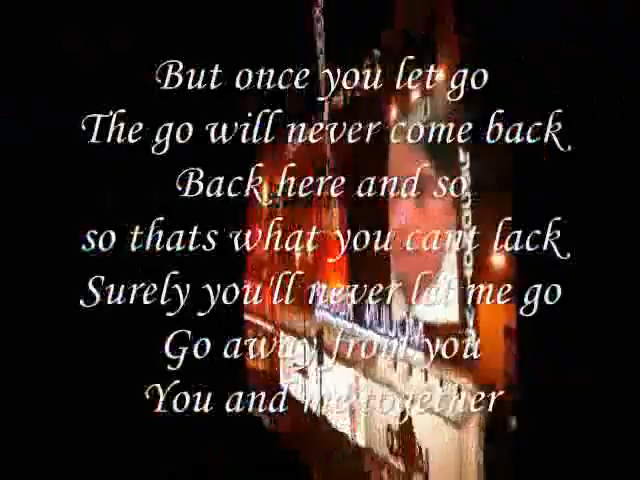 But once you let go
The go will never come back
Back here and so
so thats what you cant lack
Surely you'll never let me go
Go away from you
You and me together